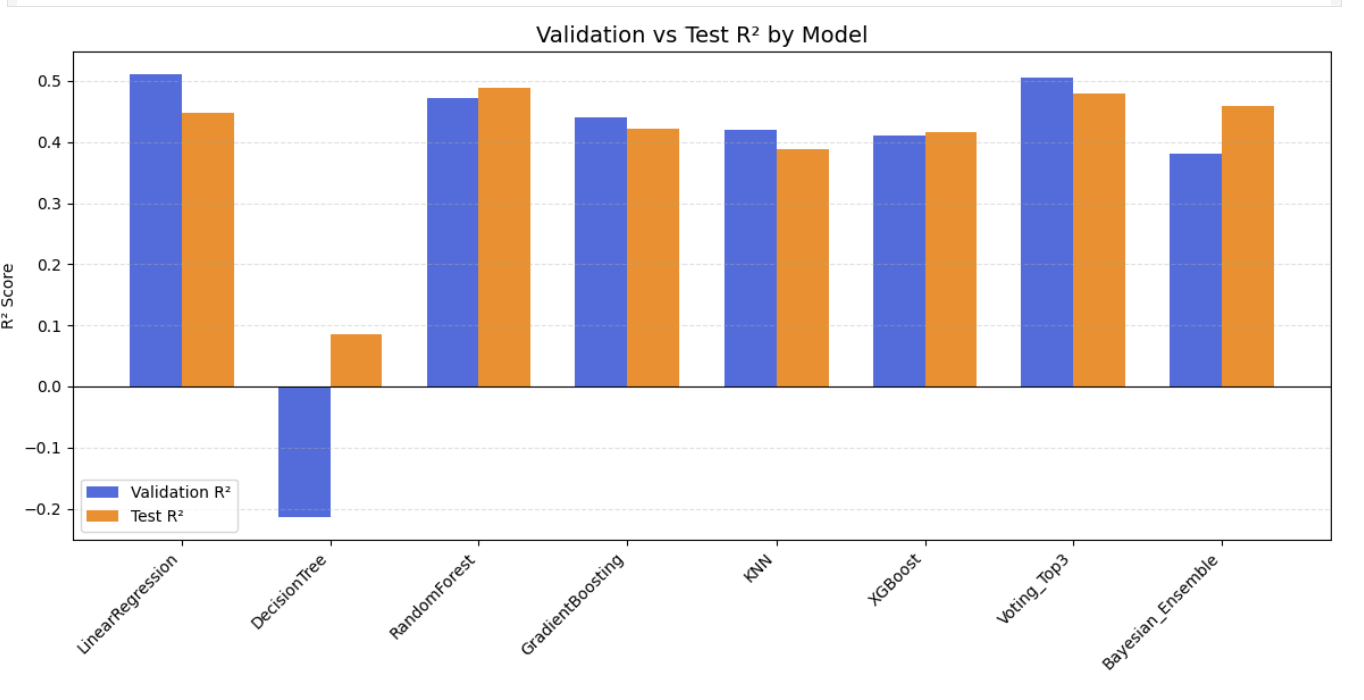 Validation vs Test R² by Model
R² Score
0.5
0.4
0.3
0.2
0.1
0.0
−0.1
−0.2
Validation R²
Test R²
LinearRegression
DecisionTree
RandomForest
GradientBoosting
KNN
XGBoost
Voting_Top3
Bayesian_Ensemble